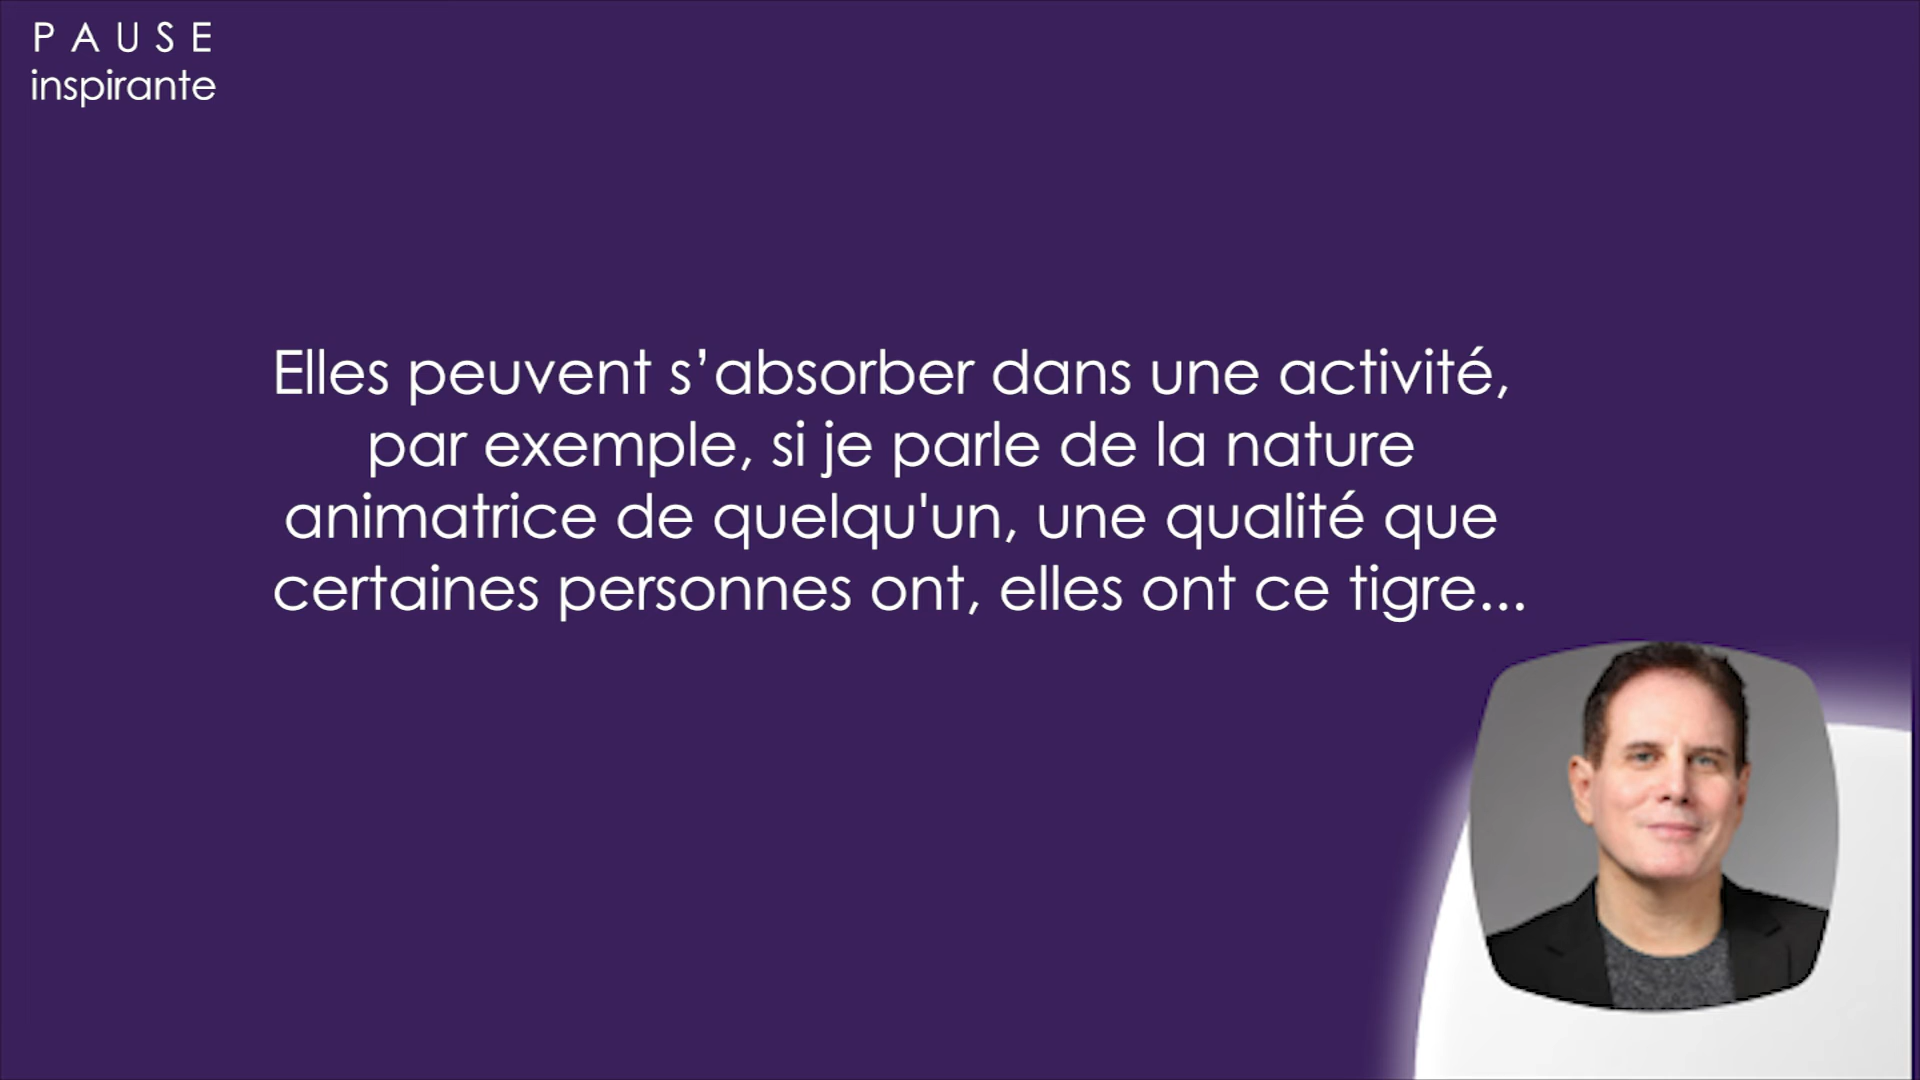 PAUSE
inspirante
Elles peuvent s’absorber dans une activité,
par exemple, si je parle de la nature
animatrice de quelqu'un, une qualité que
certaines personnes ont, elles ont ce tigre...